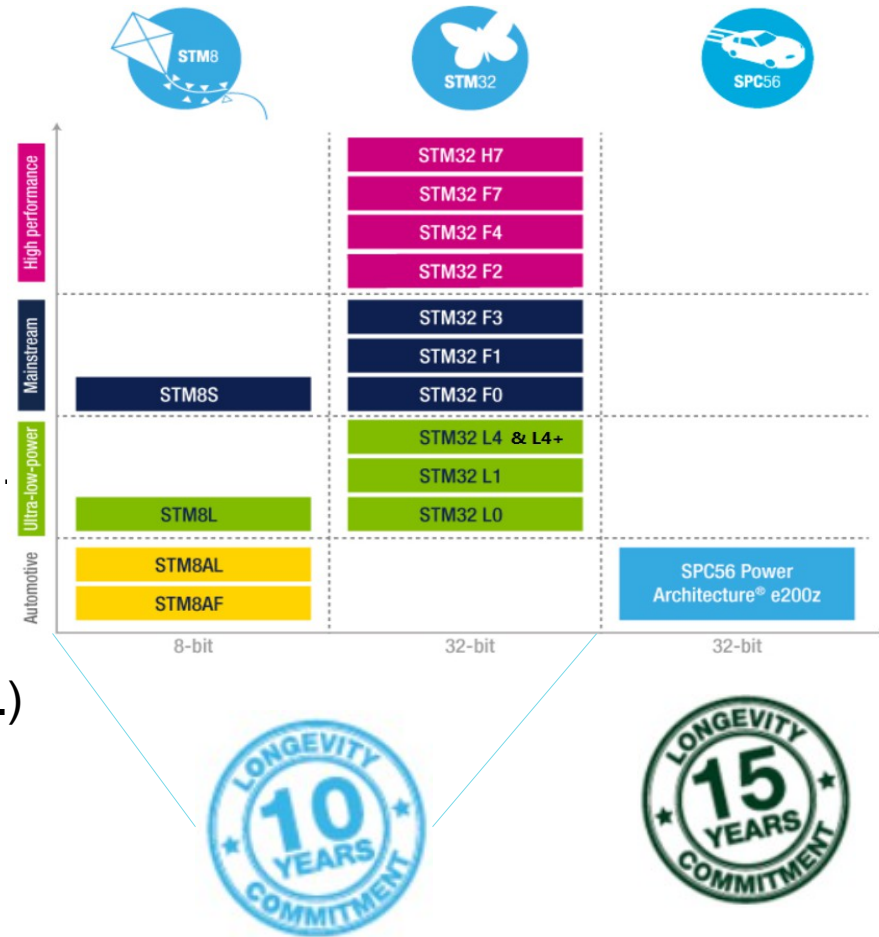 STM8
STM32
SPC56
High performance
STM32 H7
STM32 F7
STM32 F4
STM32 F2
Mainstream
STM32 F3
STM32 F1
STM8S
STM32 F0
Ultra-low-power
STM32 L4 & L4+
STM32 L1
STM8L
STM32 L0
Automotive
STM8AL
STM8AF
SPC56 Power
Architecture® e200z
8-bit
32-bit
32-bit
.)
LONGEVITY
10
YEARS
COMMITMENT
LONGEVITY
15
YEARS
COMMITMENT